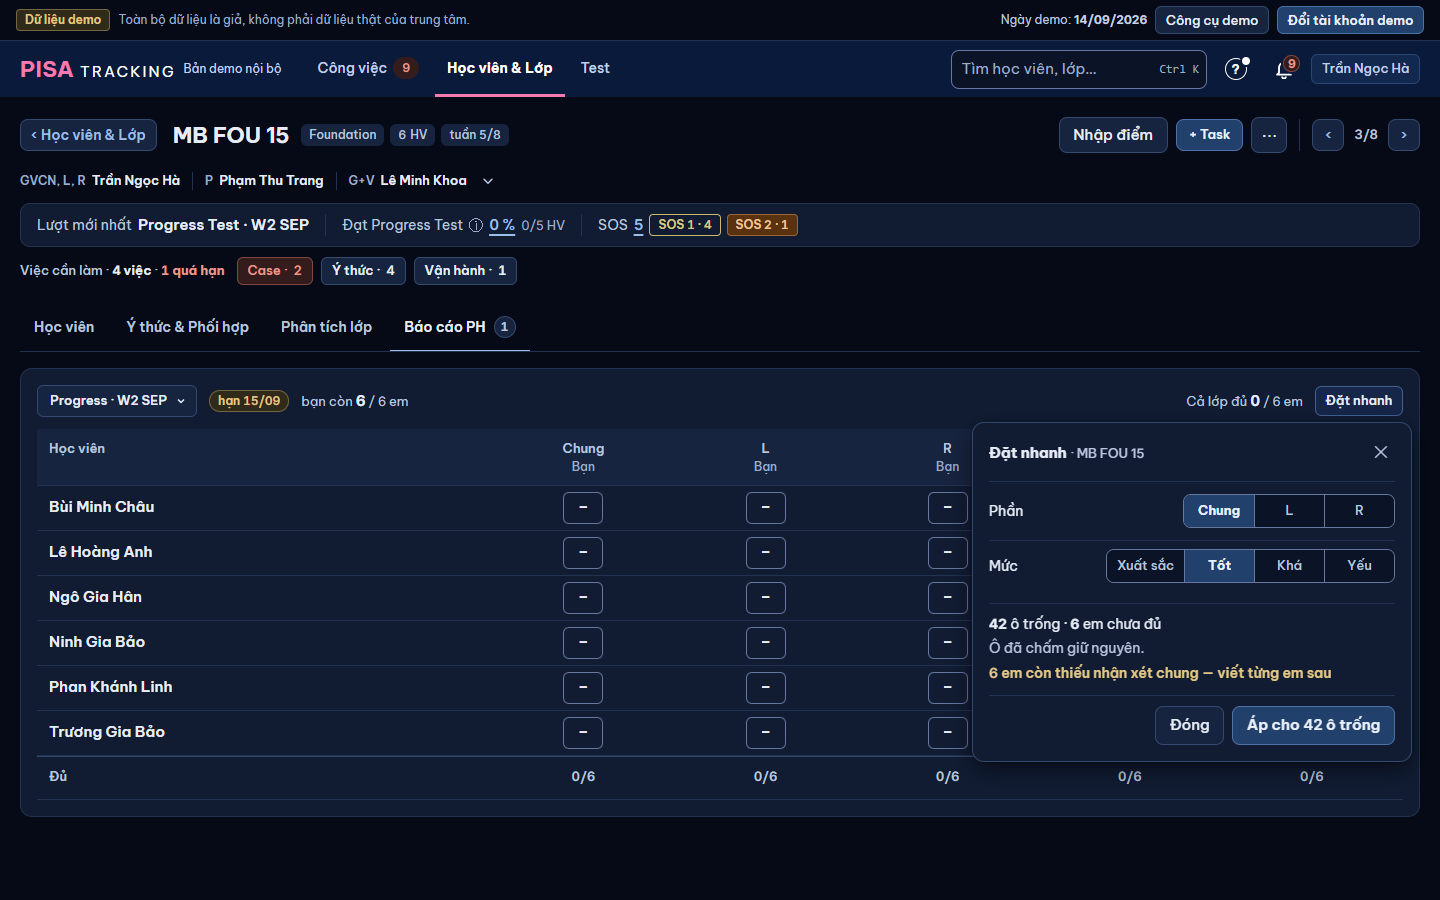 Dữ liệu demo Toàn bộ dữ liệu là giả, không phải dữ liệu thật của trung tâm. Ngày demo: 14/09/2026 Công cụ demo Đổi tài khoản demo
PISA TRACKING Bản demo nội bộ Công việc 9 Học viên & Lớp Test Tìm học viên, lớp... Ctrl K ? 9 Trần Ngọc Hà
‹ Học viên & Lớp MB FOU 15 Foundation 6 HV tuần 5/8 Nhập điểm + Task ... ‹ 3/8 ›
GVCN, L, R Trần Ngọc Hà P Phạm Thu Trang G+V Lê Minh Khoa
Lượt mới nhất Progress Test · W2 SEP Đạt Progress Test ⓘ 0 % 0/5 HV SOS 5 SOS 1 · 4 SOS 2 · 1
Việc cần làm · 4 việc · 1 quá hạn Case · 2 Ý thức · 4 Vận hành · 1
Học viên Ý thức & Phối hợp Phân tích lớp Báo cáo PH 1
Progress · W2 SEP hạn 15/09 bạn còn 6 / 6 em Cả lớp đủ 0 / 6 em Đặt nhanh
Học viên Chung L R
Bạn Bạn Bạn
Bùi Minh Châu – – –
Lê Hoàng Anh – – –
Ngô Gia Hân – – –
Ninh Gia Bảo – – –
Phan Khánh Linh – – –
Trương Gia Bảo – – –
Đủ 0/6 0/6 0/6 0/6 0/6
Đặt nhanh · MB FOU 15
Phần Chung L R
Mức Xuất sắc Tốt Khá Yếu
42 ô trống · 6 em chưa đủ
Ô đã chấm giữ nguyên.
6 em còn thiếu nhận xét chung — viết từng em sau
Đóng Áp cho 42 ô trống